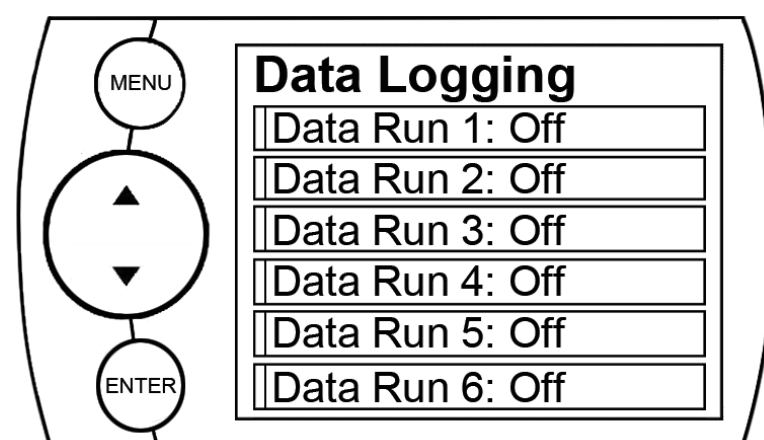 MENU
ENTER
Data Logging
Data Run 1: Off
Data Run 2: Off
Data Run 3: Off
Data Run 4: Off
Data Run 5: Off
Data Run 6: Off